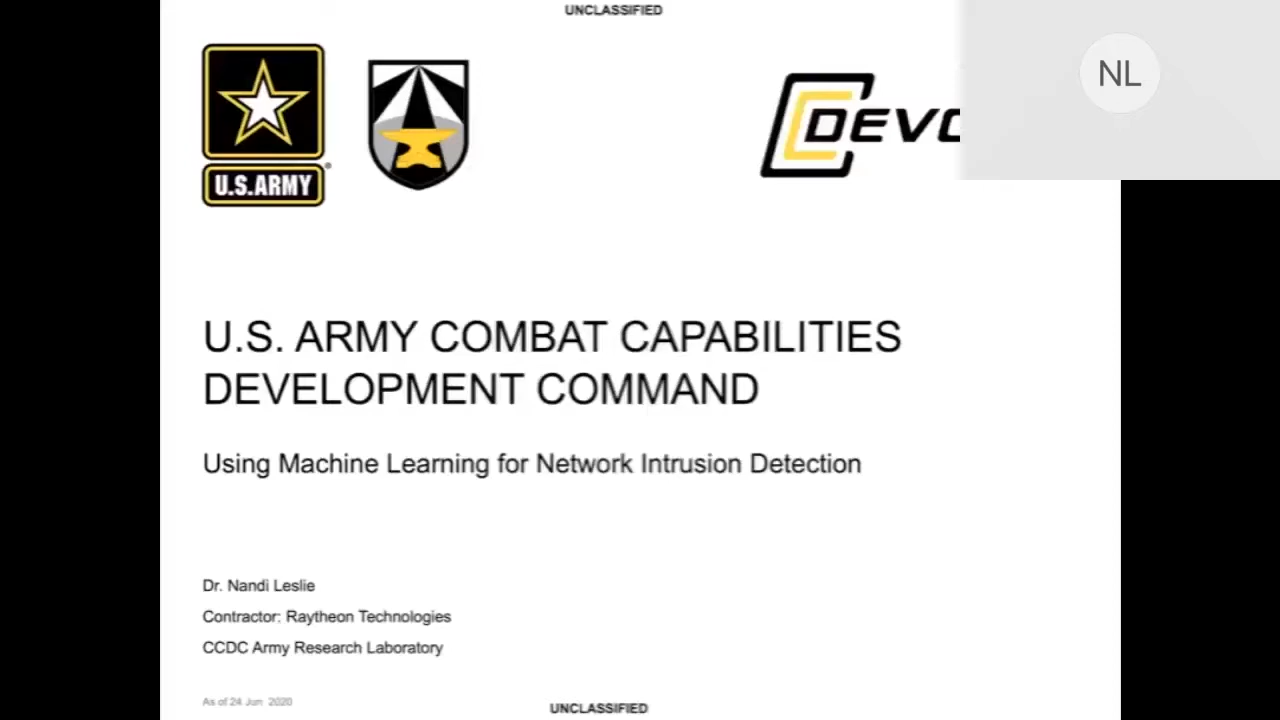 UNCLASSIFIED
NL
DEVC
U.S.ARMY
U.S. ARMY COMBAT CAPABILITIES
DEVELOPMENT COMMAND
Using Machine Learning for Network Intrusion Detection
Dr. Nandi Leslie
Contractor: Raytheon Technologies
CCDC Army Research Laboratory
As of 24 Jun 2020
UNCLASSIFIED